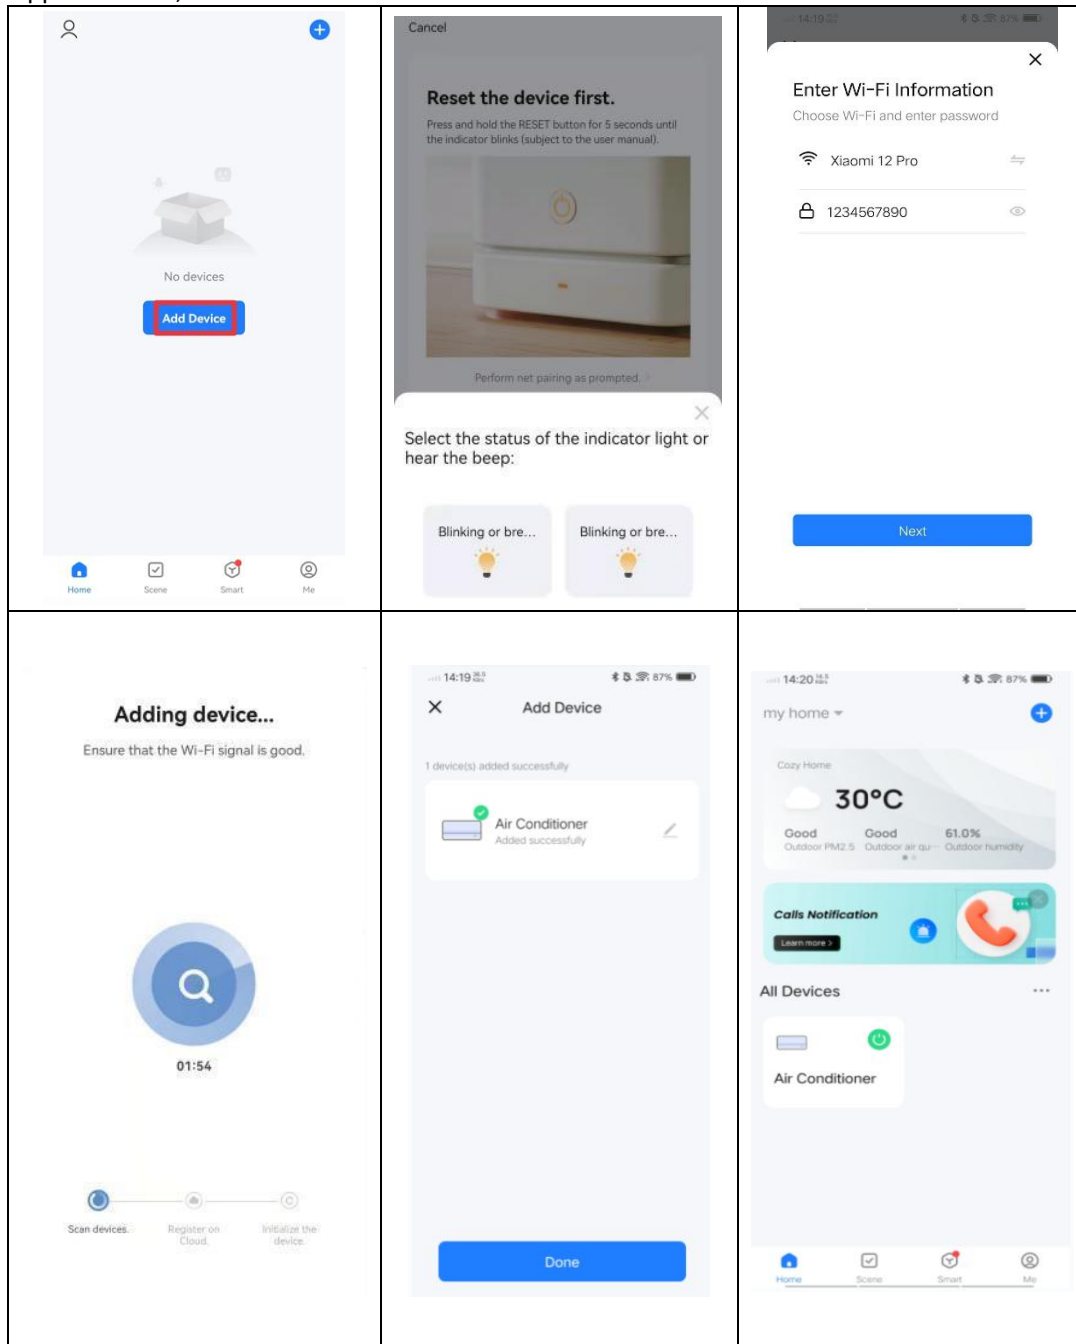 Add Device
No devices
Home
Scene
Smart
Me
Cancel
Reset the device first.
Press and hold the RESET button for 5 seconds until
the indicator blinks (subject to the user manual).
Perform net pairing as prompted. >
Select the status of the indicator light or
hear the beep:
Blinking or bre...
Blinking or bre...
14:19
87%
Enter Wi-Fi Information
Choose Wi-Fi and enter password
Xiaomi 12 Pro
1234567890
Next
Adding device...
Ensure that the Wi-Fi signal is good.
01:54
Scan devices.
Register on
Cloud.
Initialize the
device.
14:19
87%
Add Device
1 device(s) added successfully
Air Conditioner
Added successfully
Done
14:20
87%
my home
Cozy Home
30°C
Good
Outdoor PM2.5
Good
Outdoor air qu...
61.0%
Outdoor humidity
Calls Notification
Learn more >
All Devices
Air Conditioner
Home
Scene
Smart
Me